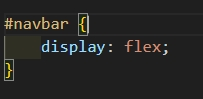 #navbar {
    display: flex;
}